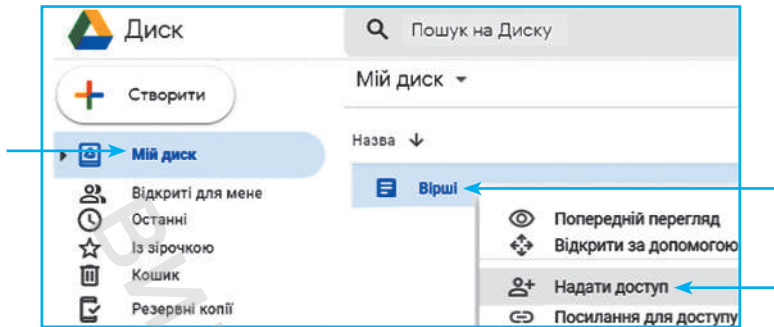 Диск
Пошук на Диску
Створити
Мій диск
Мій диск
Назва
Відкриті для мене
Останні
Із зірочкою
Кошик
Резервні копії
Вірші
Попередній перегляд
Відкрити за допомогою
Надати доступ
Посилання для доступу